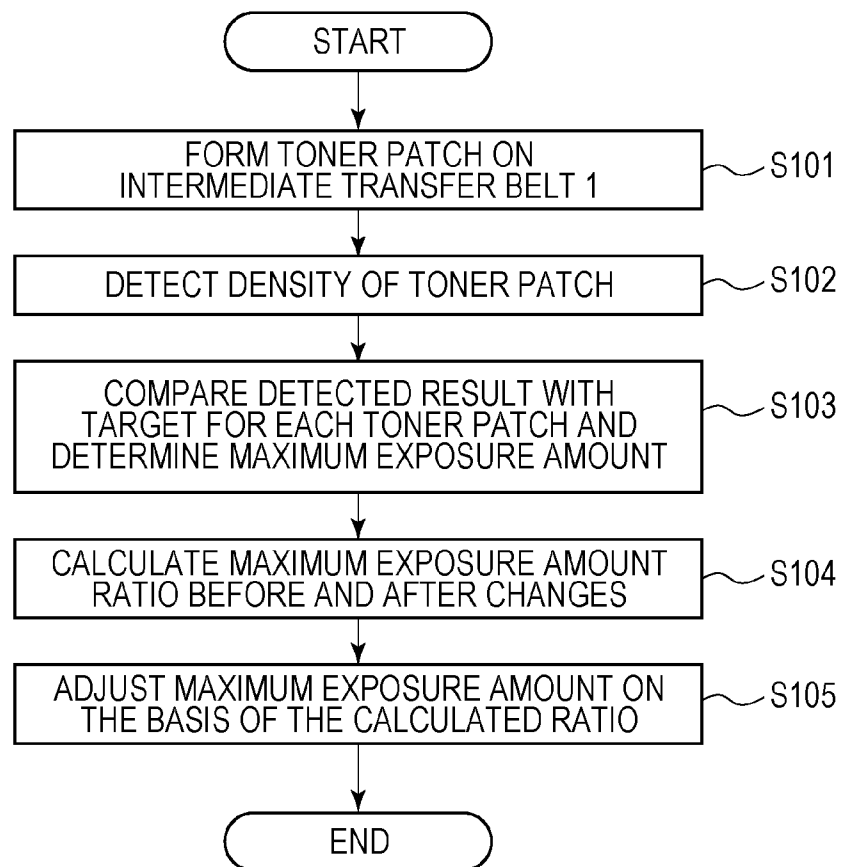 START
FORM TONER PATCH ON
INTERMEDIATE TRANSFER BELT 1
S101
DETECT DENSITY OF TONER PATCH
S102
COMPARE DETECTED RESULT WITH
TARGET FOR EACH TONER PATCH AND
DETERMINE MAXIMUM EXPOSURE AMOUNT
S103
CALCULATE MAXIMUM EXPOSURE AMOUNT
RATIO BEFORE AND AFTER CHANGES
S104
ADJUST MAXIMUM EXPOSURE AMOUNT ON
THE BASIS OF THE CALCULATED RATIO
S105
END